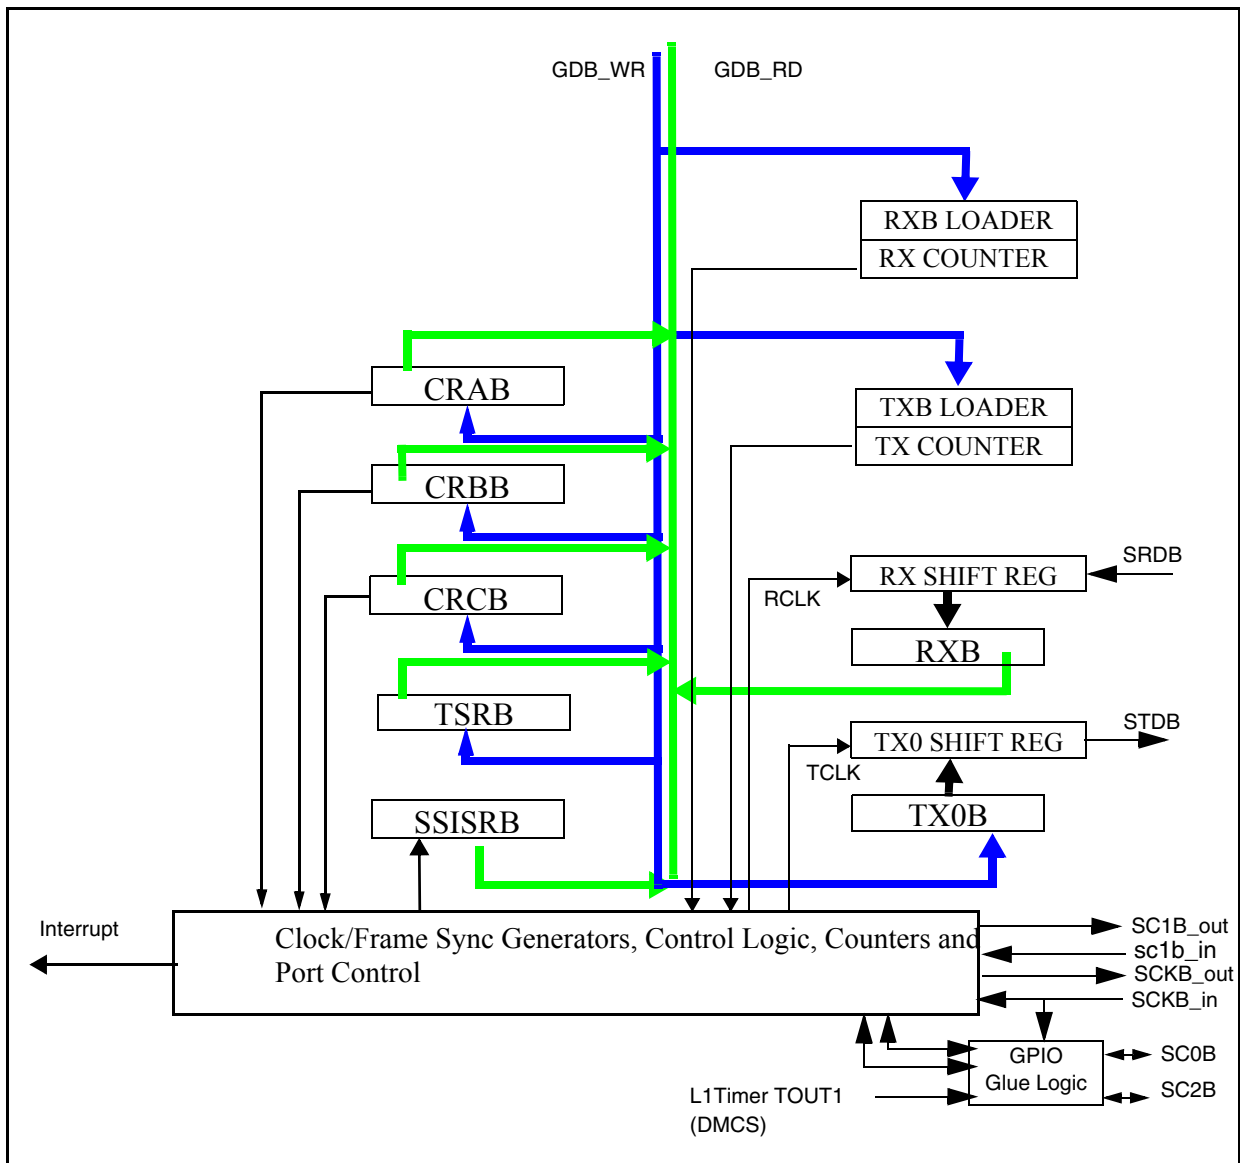 GDB_WR
GDB_RD
RXB LOADER
RX COUNTER
CRAB
TXB LOADER
TX COUNTER
CRBB
SRDB
RX SHIFT REG
RCLK
CRCB
RXB
TSRB
STDB
TX0 SHIFT REG
TCLK
SSISRB
TX0B
Interrupt
Clock/Frame Sync Generators, Control Logic, Counters and
Port Control
SC1B_out
sc1b_in
SCKB_out
SCKB_in
GPIO
Glue Logic
SC0B
SC2B
L1Timer TOUT1
(DMCS)